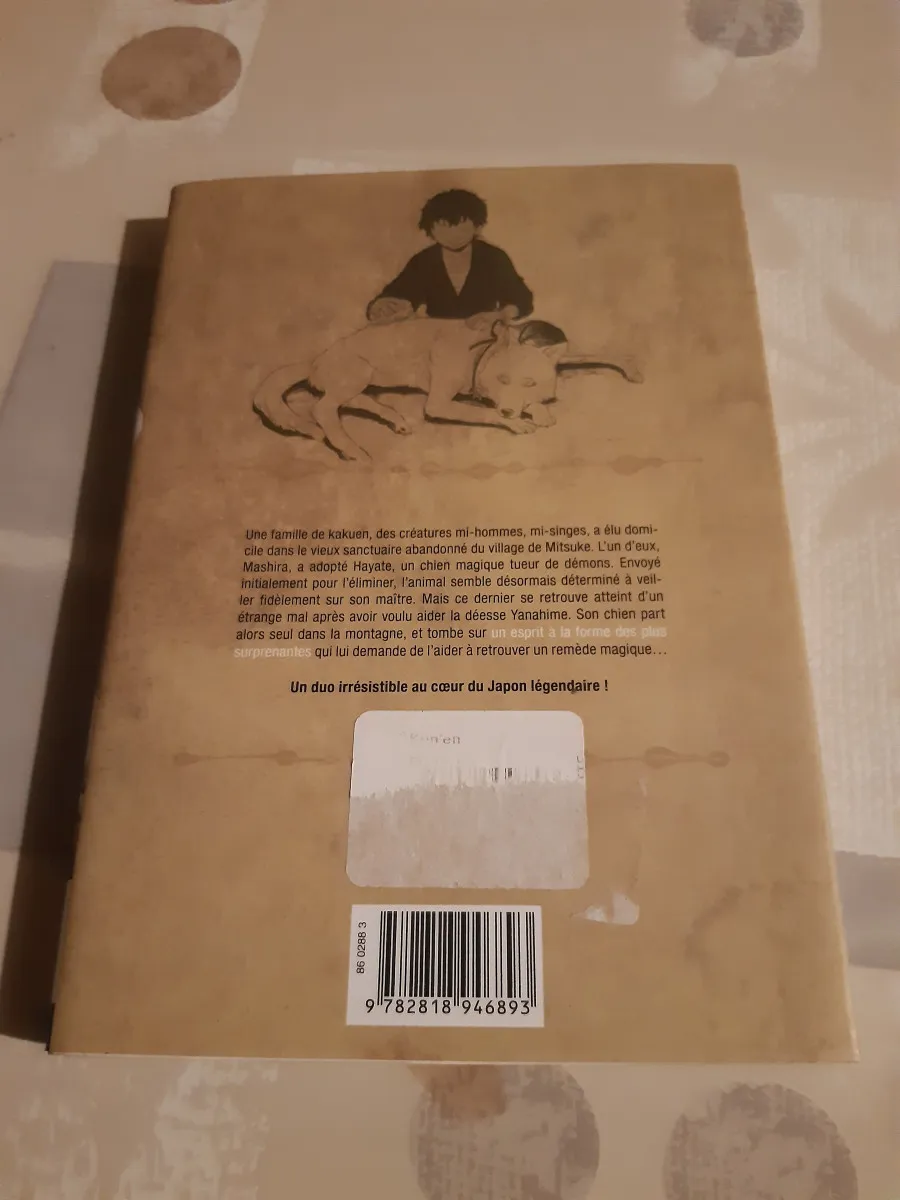 Une famille de kakuen, des créatures mi-hommes, mi-singes, a élu domi-
cile dans le vieux sanctuaire abandonné du village de Mitsuke. L'un d'eux,
Mashira, a adopté Hayate, un chien magique tueur de démons. Envoyé
initialement pour l'éliminer, l'animal semble désormais déterminé à veil-
ler fidèlement sur son maître. Mais ce dernier se retrouve atteint d'un
étrange mal après avoir voulu aider la déesse Yanahime. Son chien part
alors seul dans la montagne, et tombe sur un esprit à la forme des plus
surprenantes qui lui demande de l'aider à retrouver un remède magique...
Un duo irrésistible au cœur du Japon légendaire !
86 0288 3
9 782818 946893